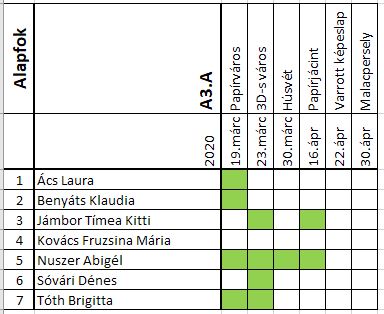 Alapfok
A3.A
Papírváros
3D-s város
Húsvét
Papírjácint
Varrott képeslap
Malacpersely
2020
19.márc
23.márc
30.márc
16.ápr
22.ápr
30.ápr
1 Ács Laura
2 Benyáts Klaudia
3 Jámbor Tímea Kitti
4 Kovács Fruzsina Mária
5 Nuszer Abigél
6 Sóvári Dénes
7 Tóth Brigitta